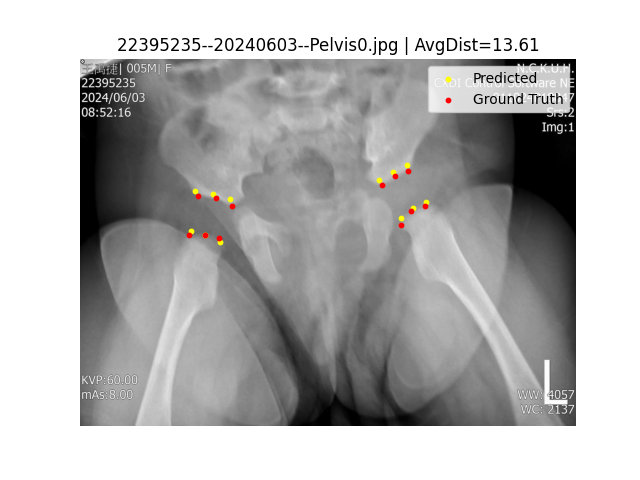 22395235--20240603--Pelvis0.jpg | AvgDist=13.61
| 005M| F
22395235
2024/06/03
08:52:16
N.C.K.U.H.
CXDI Control Software NE
Predicted
Ground Truth
Srs:2
Img:1
KVP:60.00
mAs:8.00
L
WW: 4057
WC: 2137